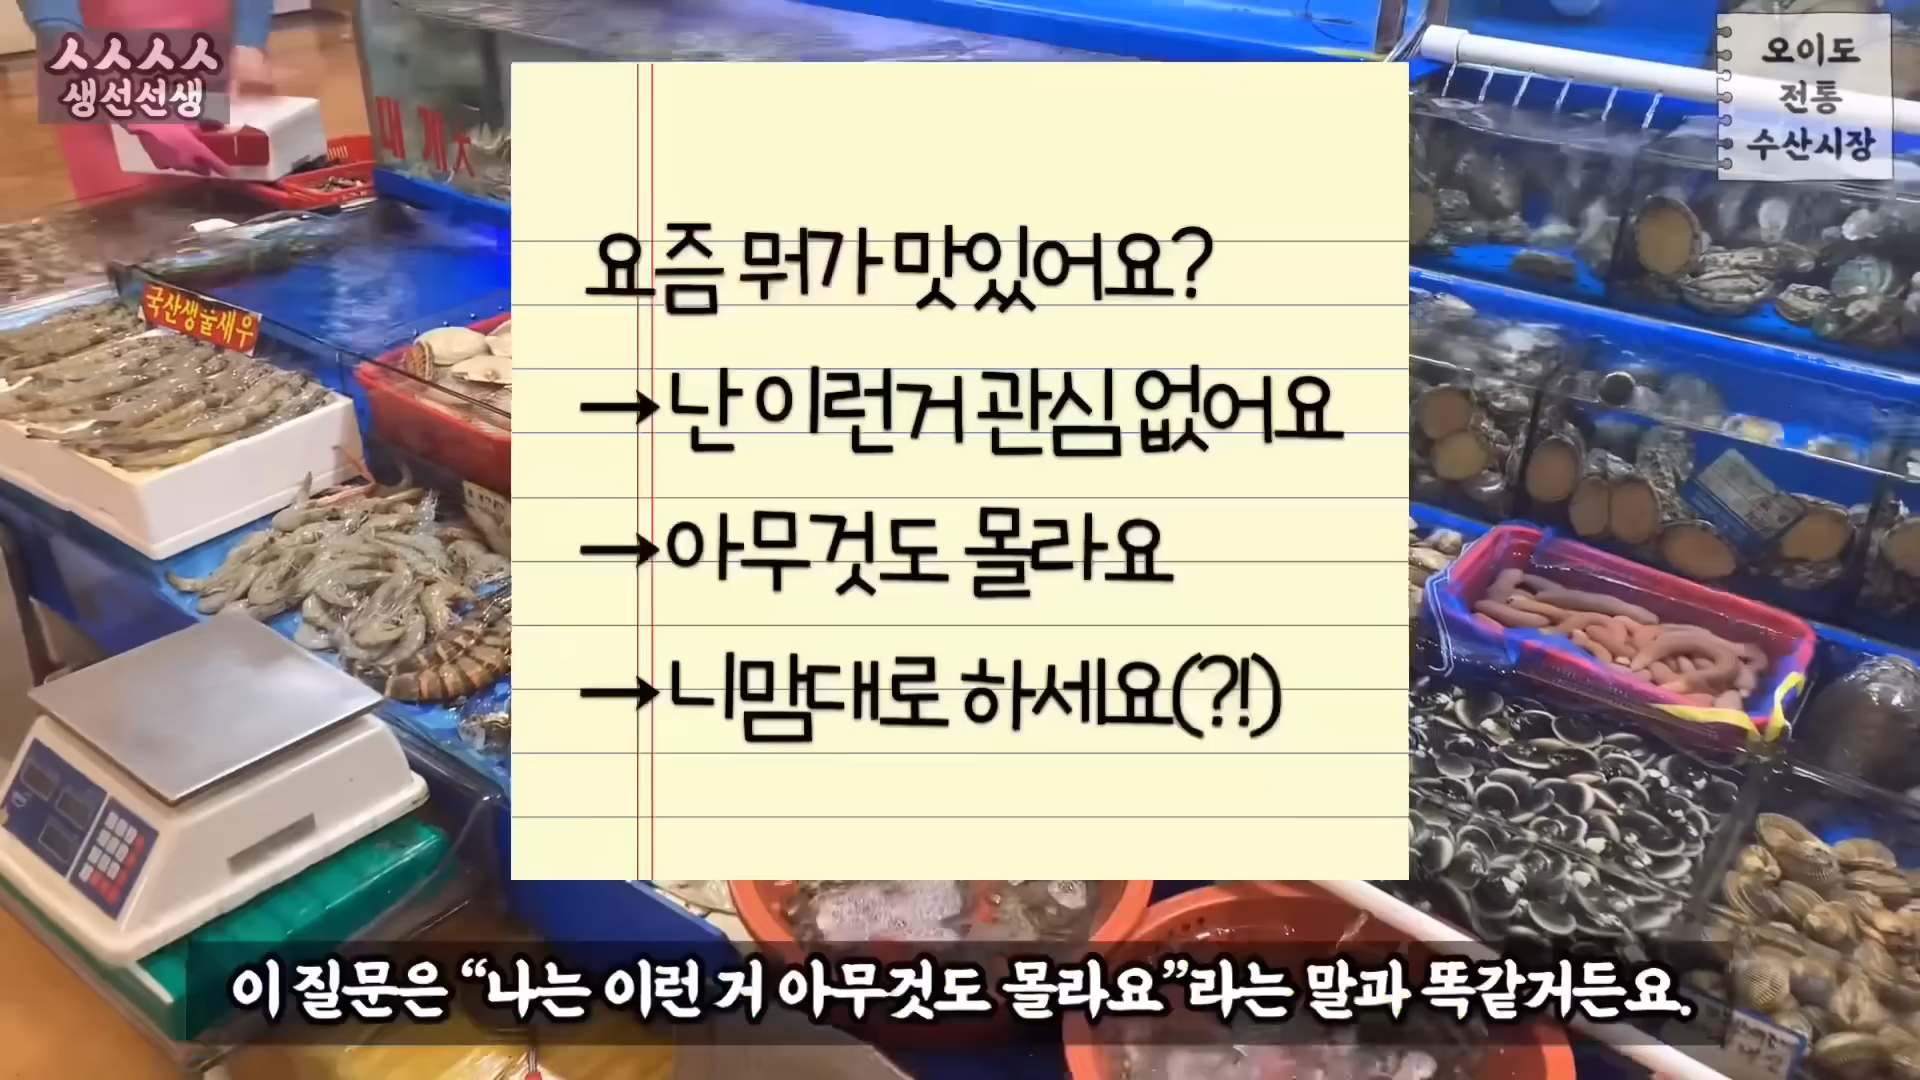 ㅅㅅㅅㅅ
생선선생
오이도
전통
수산시장
대게
국산생물새우
요즘 뭐가 맛있어요?
→난 이런거 관심 없어요
→아무것도 몰라요
→니맘대로 하세요(?!)
이 질문은 “나는 이런 거 아무것도 몰라요”라는 말과 똑같거든요.